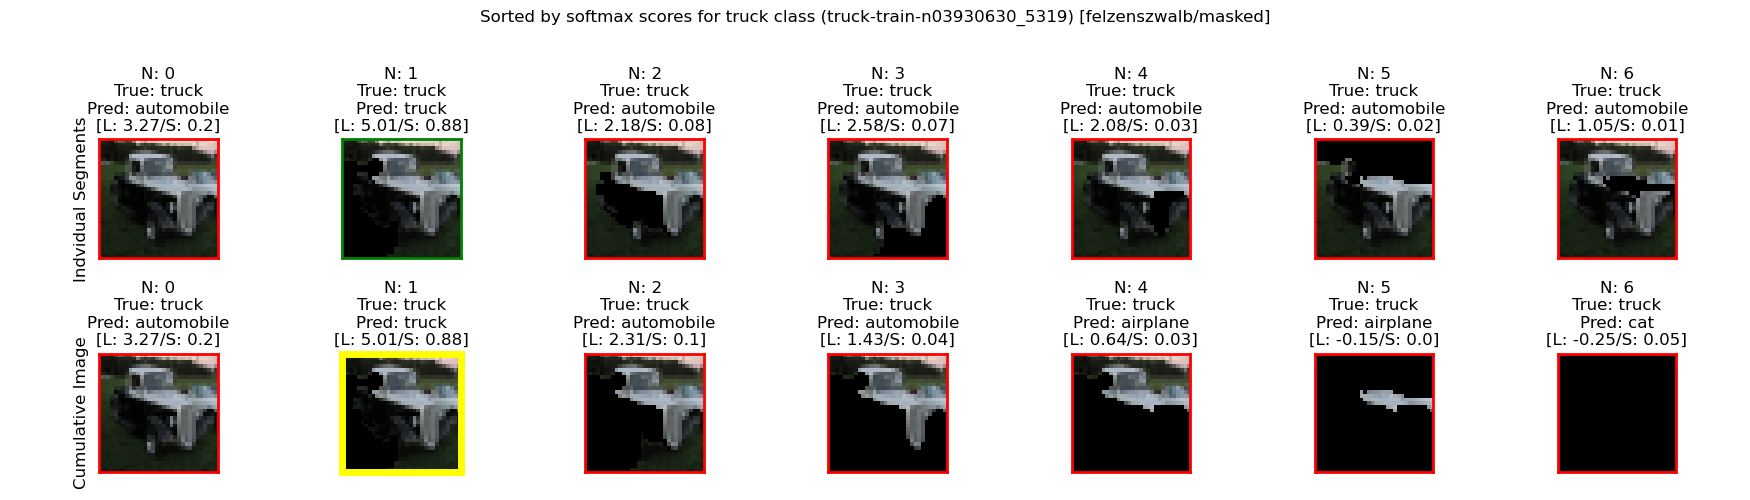 Sorted by softmax scores for truck class (truck-train-n03930630_5319) [felzenszwalb/masked]
Indvidual Segments
N: 0
True: truck
Pred: automobile
[L: 3.27/S: 0.2]
N: 1
True: truck
Pred: truck
[L: 5.01/S: 0.88]
N: 2
True: truck
Pred: automobile
[L: 2.18/S: 0.08]
N: 3
True: truck
Pred: automobile
[L: 2.58/S: 0.07]
N: 4
True: truck
Pred: automobile
[L: 2.08/S: 0.03]
N: 5
True: truck
Pred: automobile
[L: 0.39/S: 0.02]
N: 6
True: truck
Pred: automobile
[L: 1.05/S: 0.01]
Cumulative Image
N: 0
True: truck
Pred: automobile
[L: 3.27/S: 0.2]
N: 1
True: truck
Pred: truck
[L: 5.01/S: 0.88]
N: 2
True: truck
Pred: automobile
[L: 2.31/S: 0.1]
N: 3
True: truck
Pred: automobile
[L: 1.43/S: 0.04]
N: 4
True: truck
Pred: airplane
[L: 0.64/S: 0.03]
N: 5
True: truck
Pred: airplane
[L: -0.15/S: 0.0]
N: 6
True: truck
Pred: cat
[L: -0.25/S: 0.05]